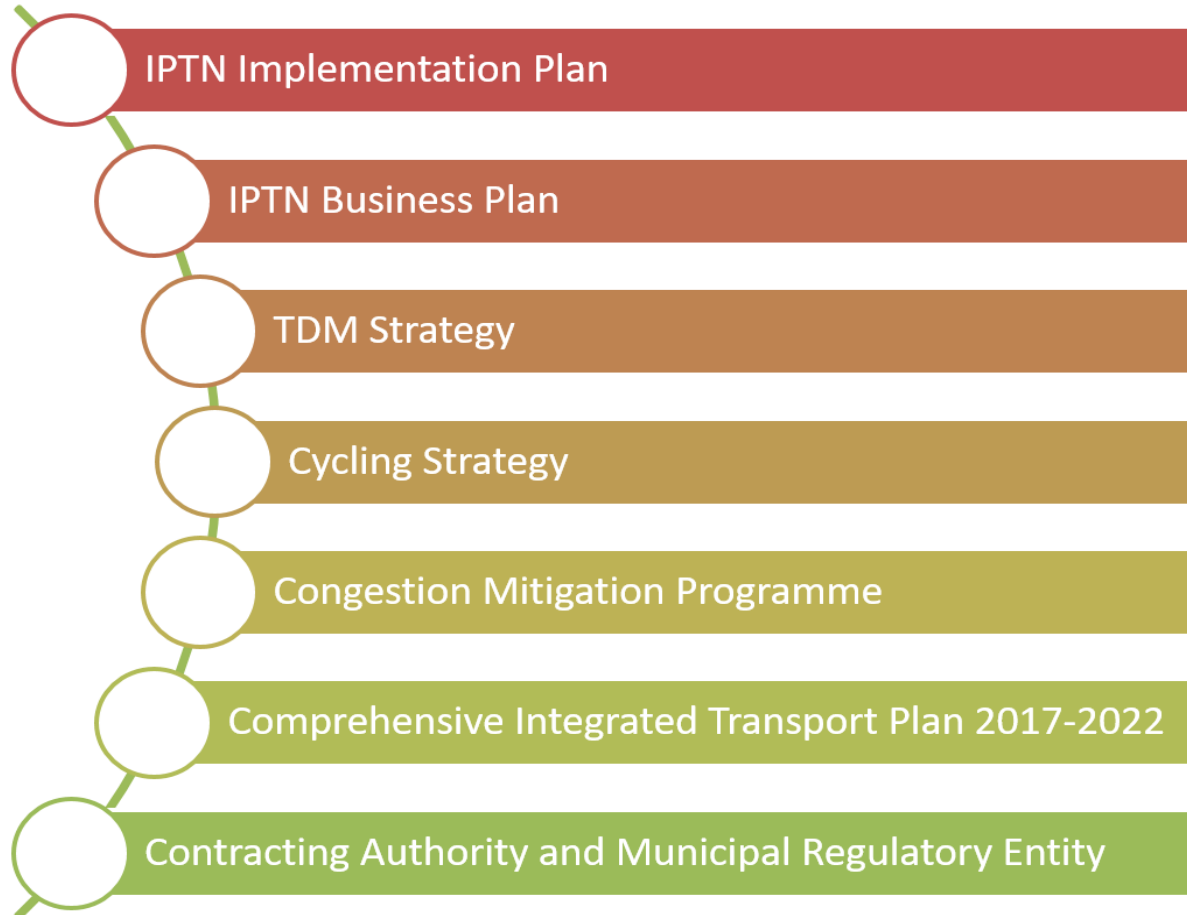 IPTN Implementation Plan
IPTN Business Plan
TDM Strategy
Cycling Strategy
Congestion Mitigation Programme
Comprehensive Integrated Transport Plan 2017-2022
Contracting Authority and Municipal Regulatory Entity